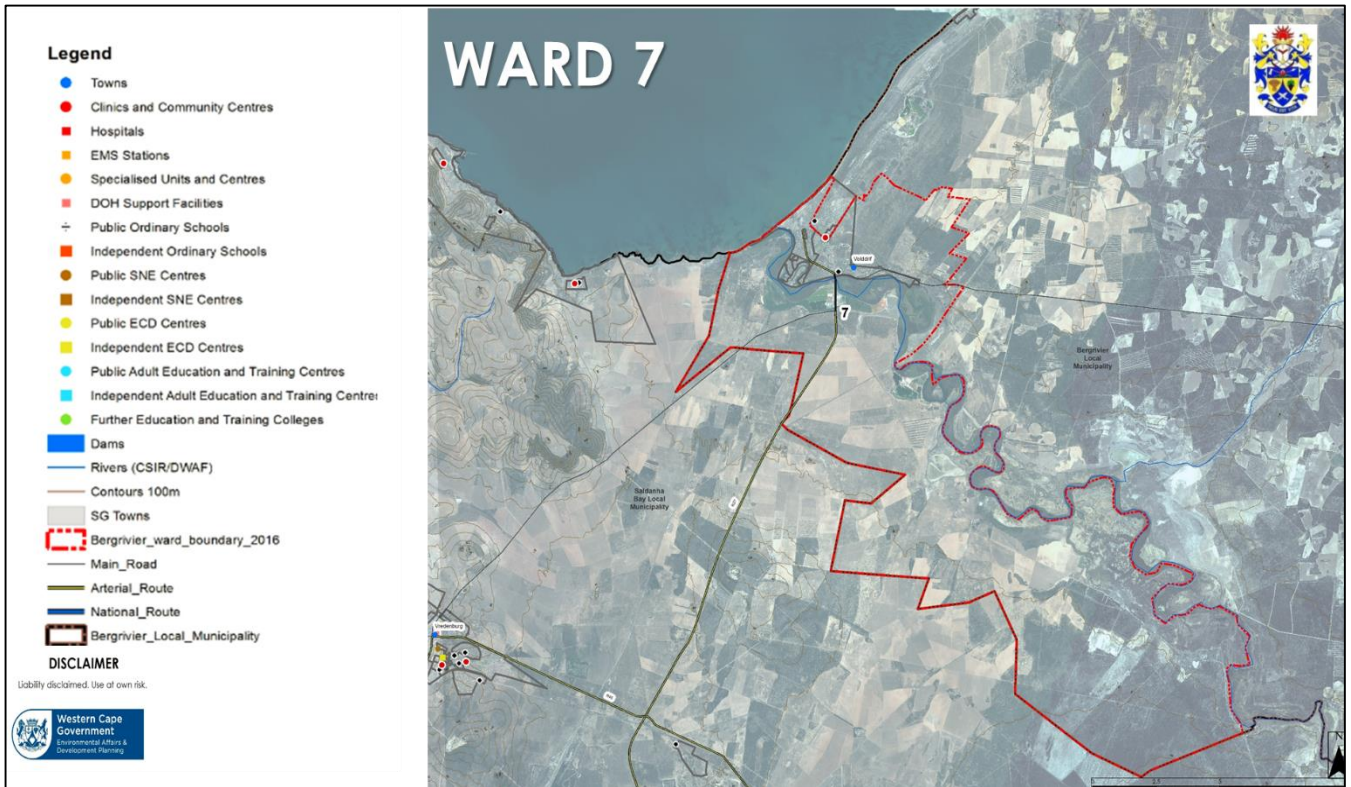 WARD 7
Legend
Towns
Clinics and Community Centres
Hospitals
EMS Stations
Specialised Units and Centres
DOH Support Facilities
Public Ordinary Schools
Independent Ordinary Schools
Public SNE Centres
Independent SNE Centres
Public ECD Centres
Independent ECD Centres
Public Adult Education and Training Centres
Independent Adult Education and Training Centre
Further Education and Training Colleges
Dams
Rivers (CSIR/DWAF)
Contours 100m
SG Towns
Bergrivier_ward_boundary_2016
Main_Road
Arterial_Route
National_Route
Bergrivier_Local_Municipality
DISCLAIMER
Liability disclaimed. Use at own risk.
Western Cape
Government
Environmental Affairs &
Development Planning
7
Bergrivier
Local
Municipality
Saldanha
Bay Local
Municipality
Vredenburg
N